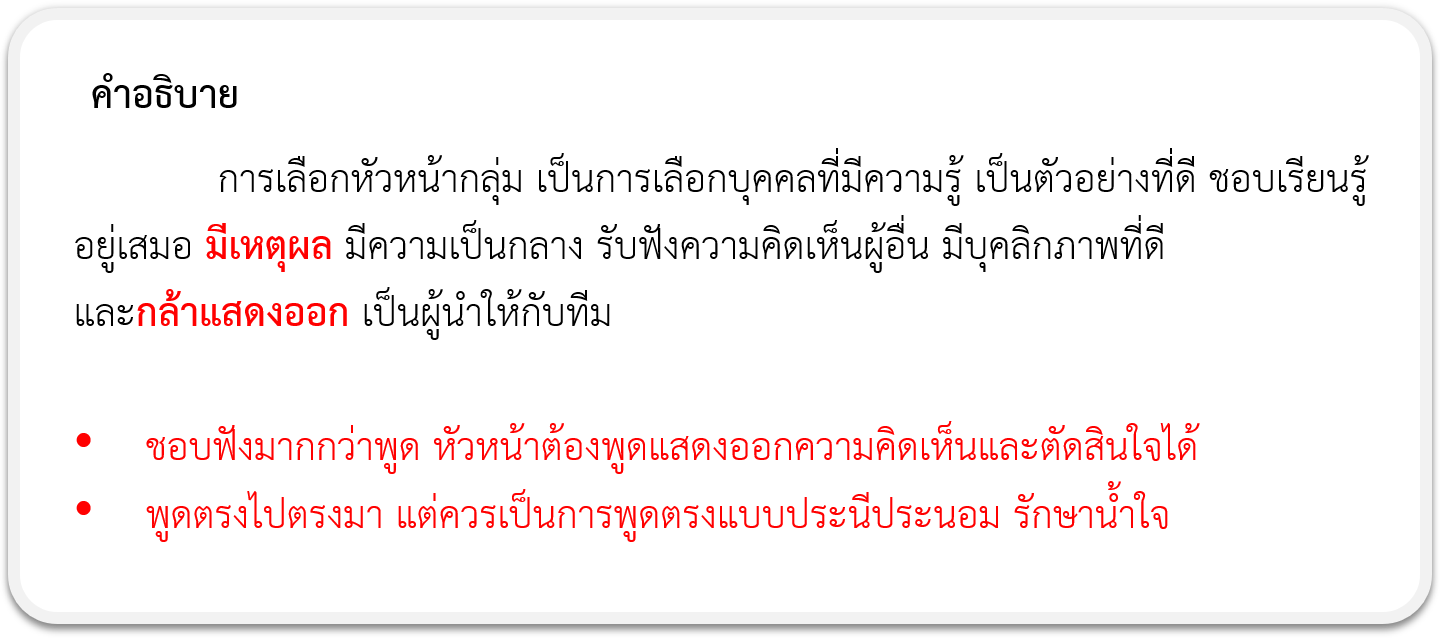 คำอธิบาย
การเลือกหัวหน้ากลุ่ม เป็นการเลือกบุคคลที่มีความรู้ เป็นตัวอย่างที่ดี ชอบเรียนรู้
อยู่เสมอ มีเหตุผล มีความเป็นกลาง รับฟังความคิดเห็นผู้อื่น มีบุคลิกภาพที่ดี
และกล้าแสดงออก เป็นผู้นำให้กับทีม
• ชอบฟังมากกว่าพูด หัวหน้าต้องพูดแสดงออกความคิดเห็นและตัดสินใจได้
• พูดตรงไปตรงมา แต่ควรเป็นการพูดตรงแบบประนีประนอม รักษาน้ำใจ